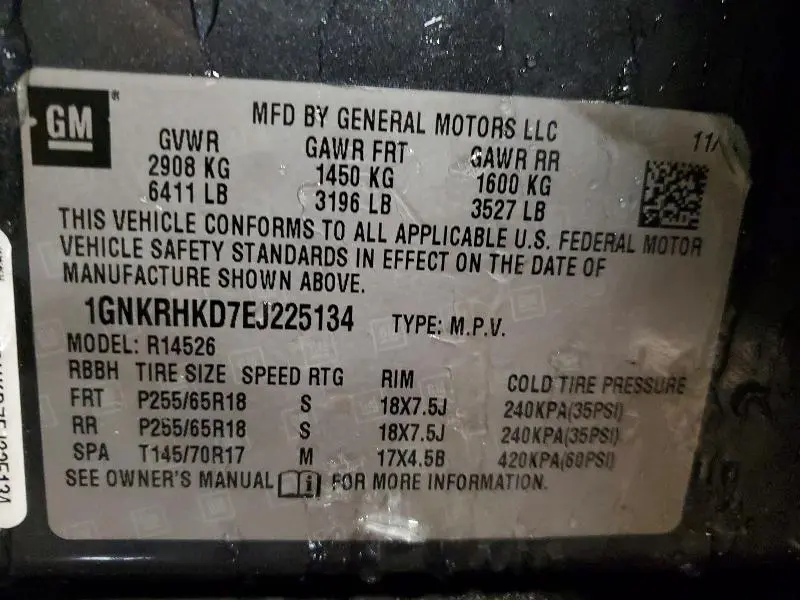 GM
MFD BY GENERAL MOTORS LLC
11/
GVWR GAWR FRT GAWR RR
2908 KG 1450 KG 1600 KG
6411 LB 3196 LB 3527 LB
THIS VEHICLE CONFORMS TO ALL APPLICABLE U.S. FEDERAL MOTOR
VEHICLE SAFETY STANDARDS IN EFFECT ON THE DATE OF
MANUFACTURE SHOWN ABOVE.
1GNKRHKD7EJ225134 TYPE: M.P.V.
MODEL: R14526
RBBH TIRE SIZE SPEED RTG RIM COLD TIRE PRESSURE
FRT P255/65R18 S 18X7.5J 240KPA(35PSI)
RR P255/65R18 S 18X7.5J 240KPA(35PSI)
SPA T145/70R17 M 17X4.5B 420KPA(60PSI)
SEE OWNER'S MANUAL FOR MORE INFORMATION.